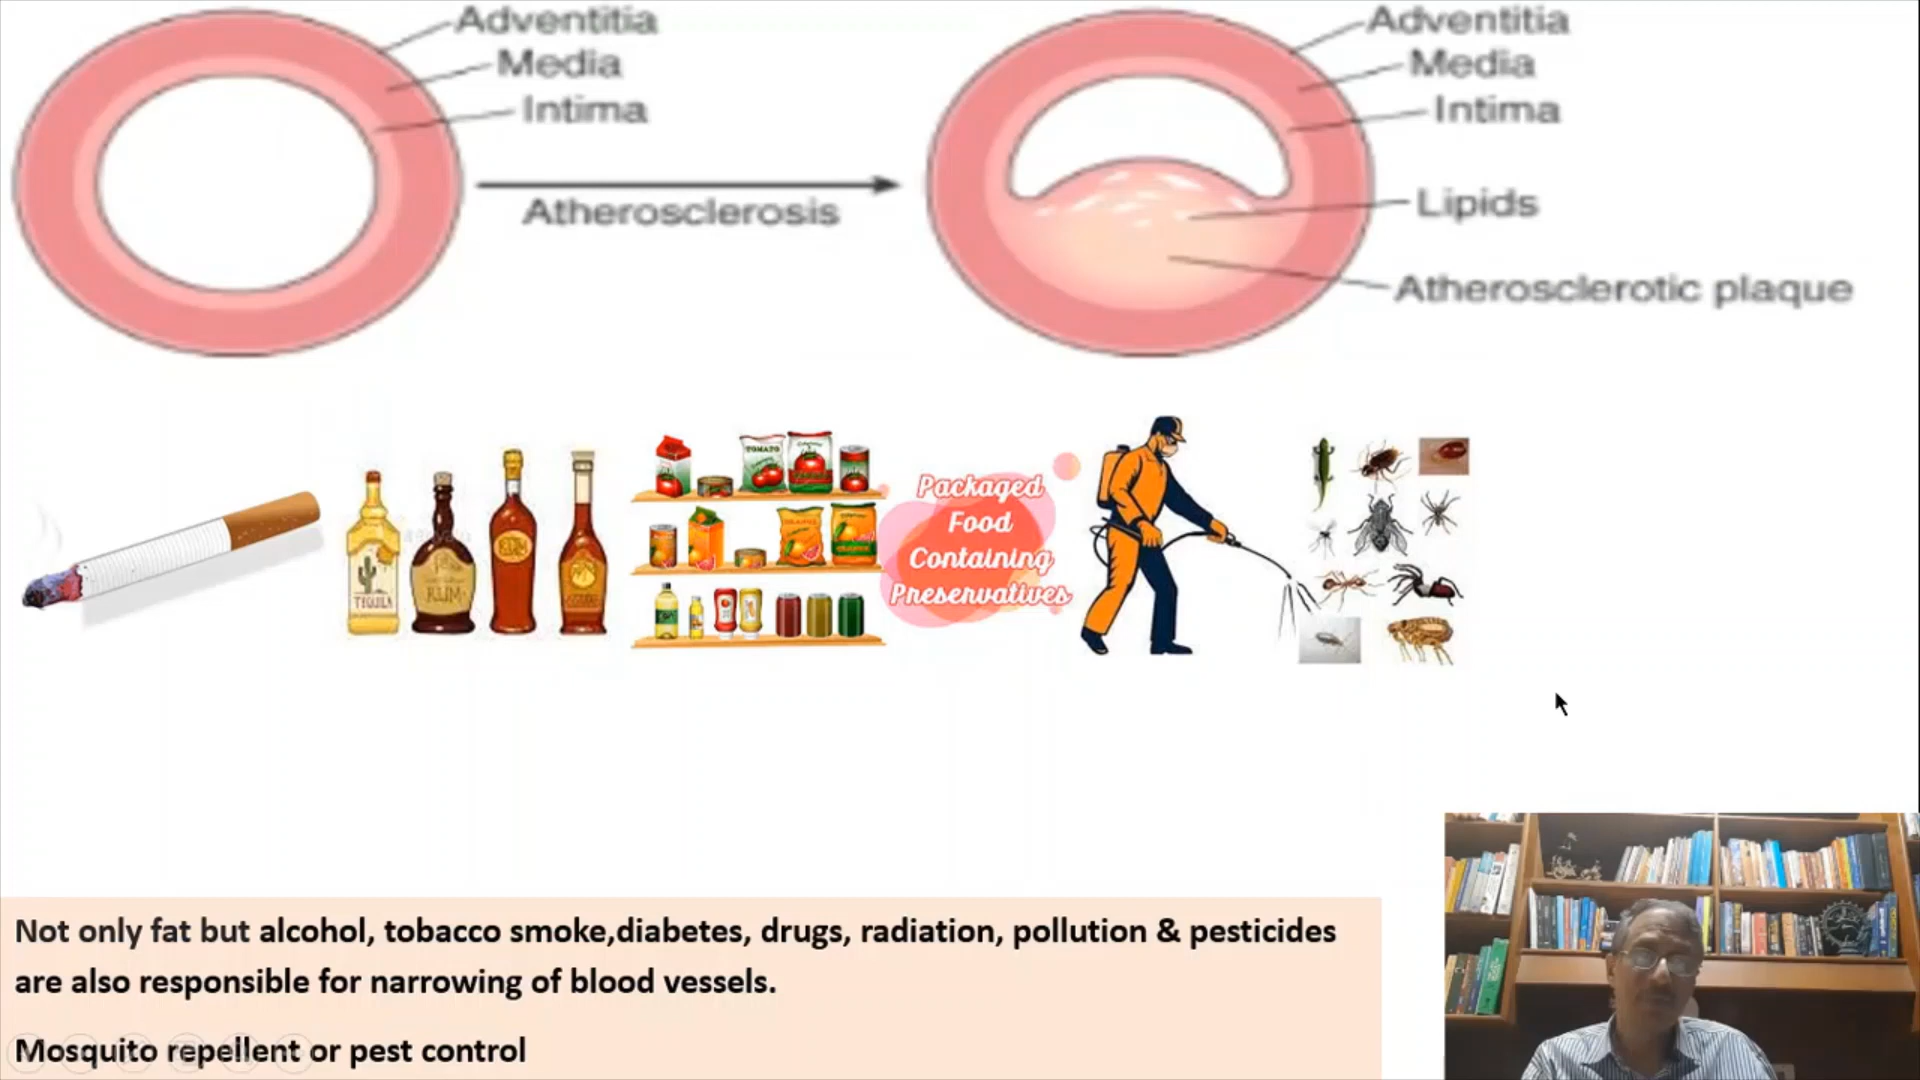 Adventitia
Media
Intima
Atherosclerosis
Adventitia
Media
Intima
Lipids
Atherosclerotic plaque
TEQUILA
RUM
TOMATO
Packaged
Food
Containing
Preservatives
Not only fat but alcohol, tobacco smoke,diabetes, drugs, radiation, pollution & pesticides
are also responsible for narrowing of blood vessels.
Mosquito repellent or pest control